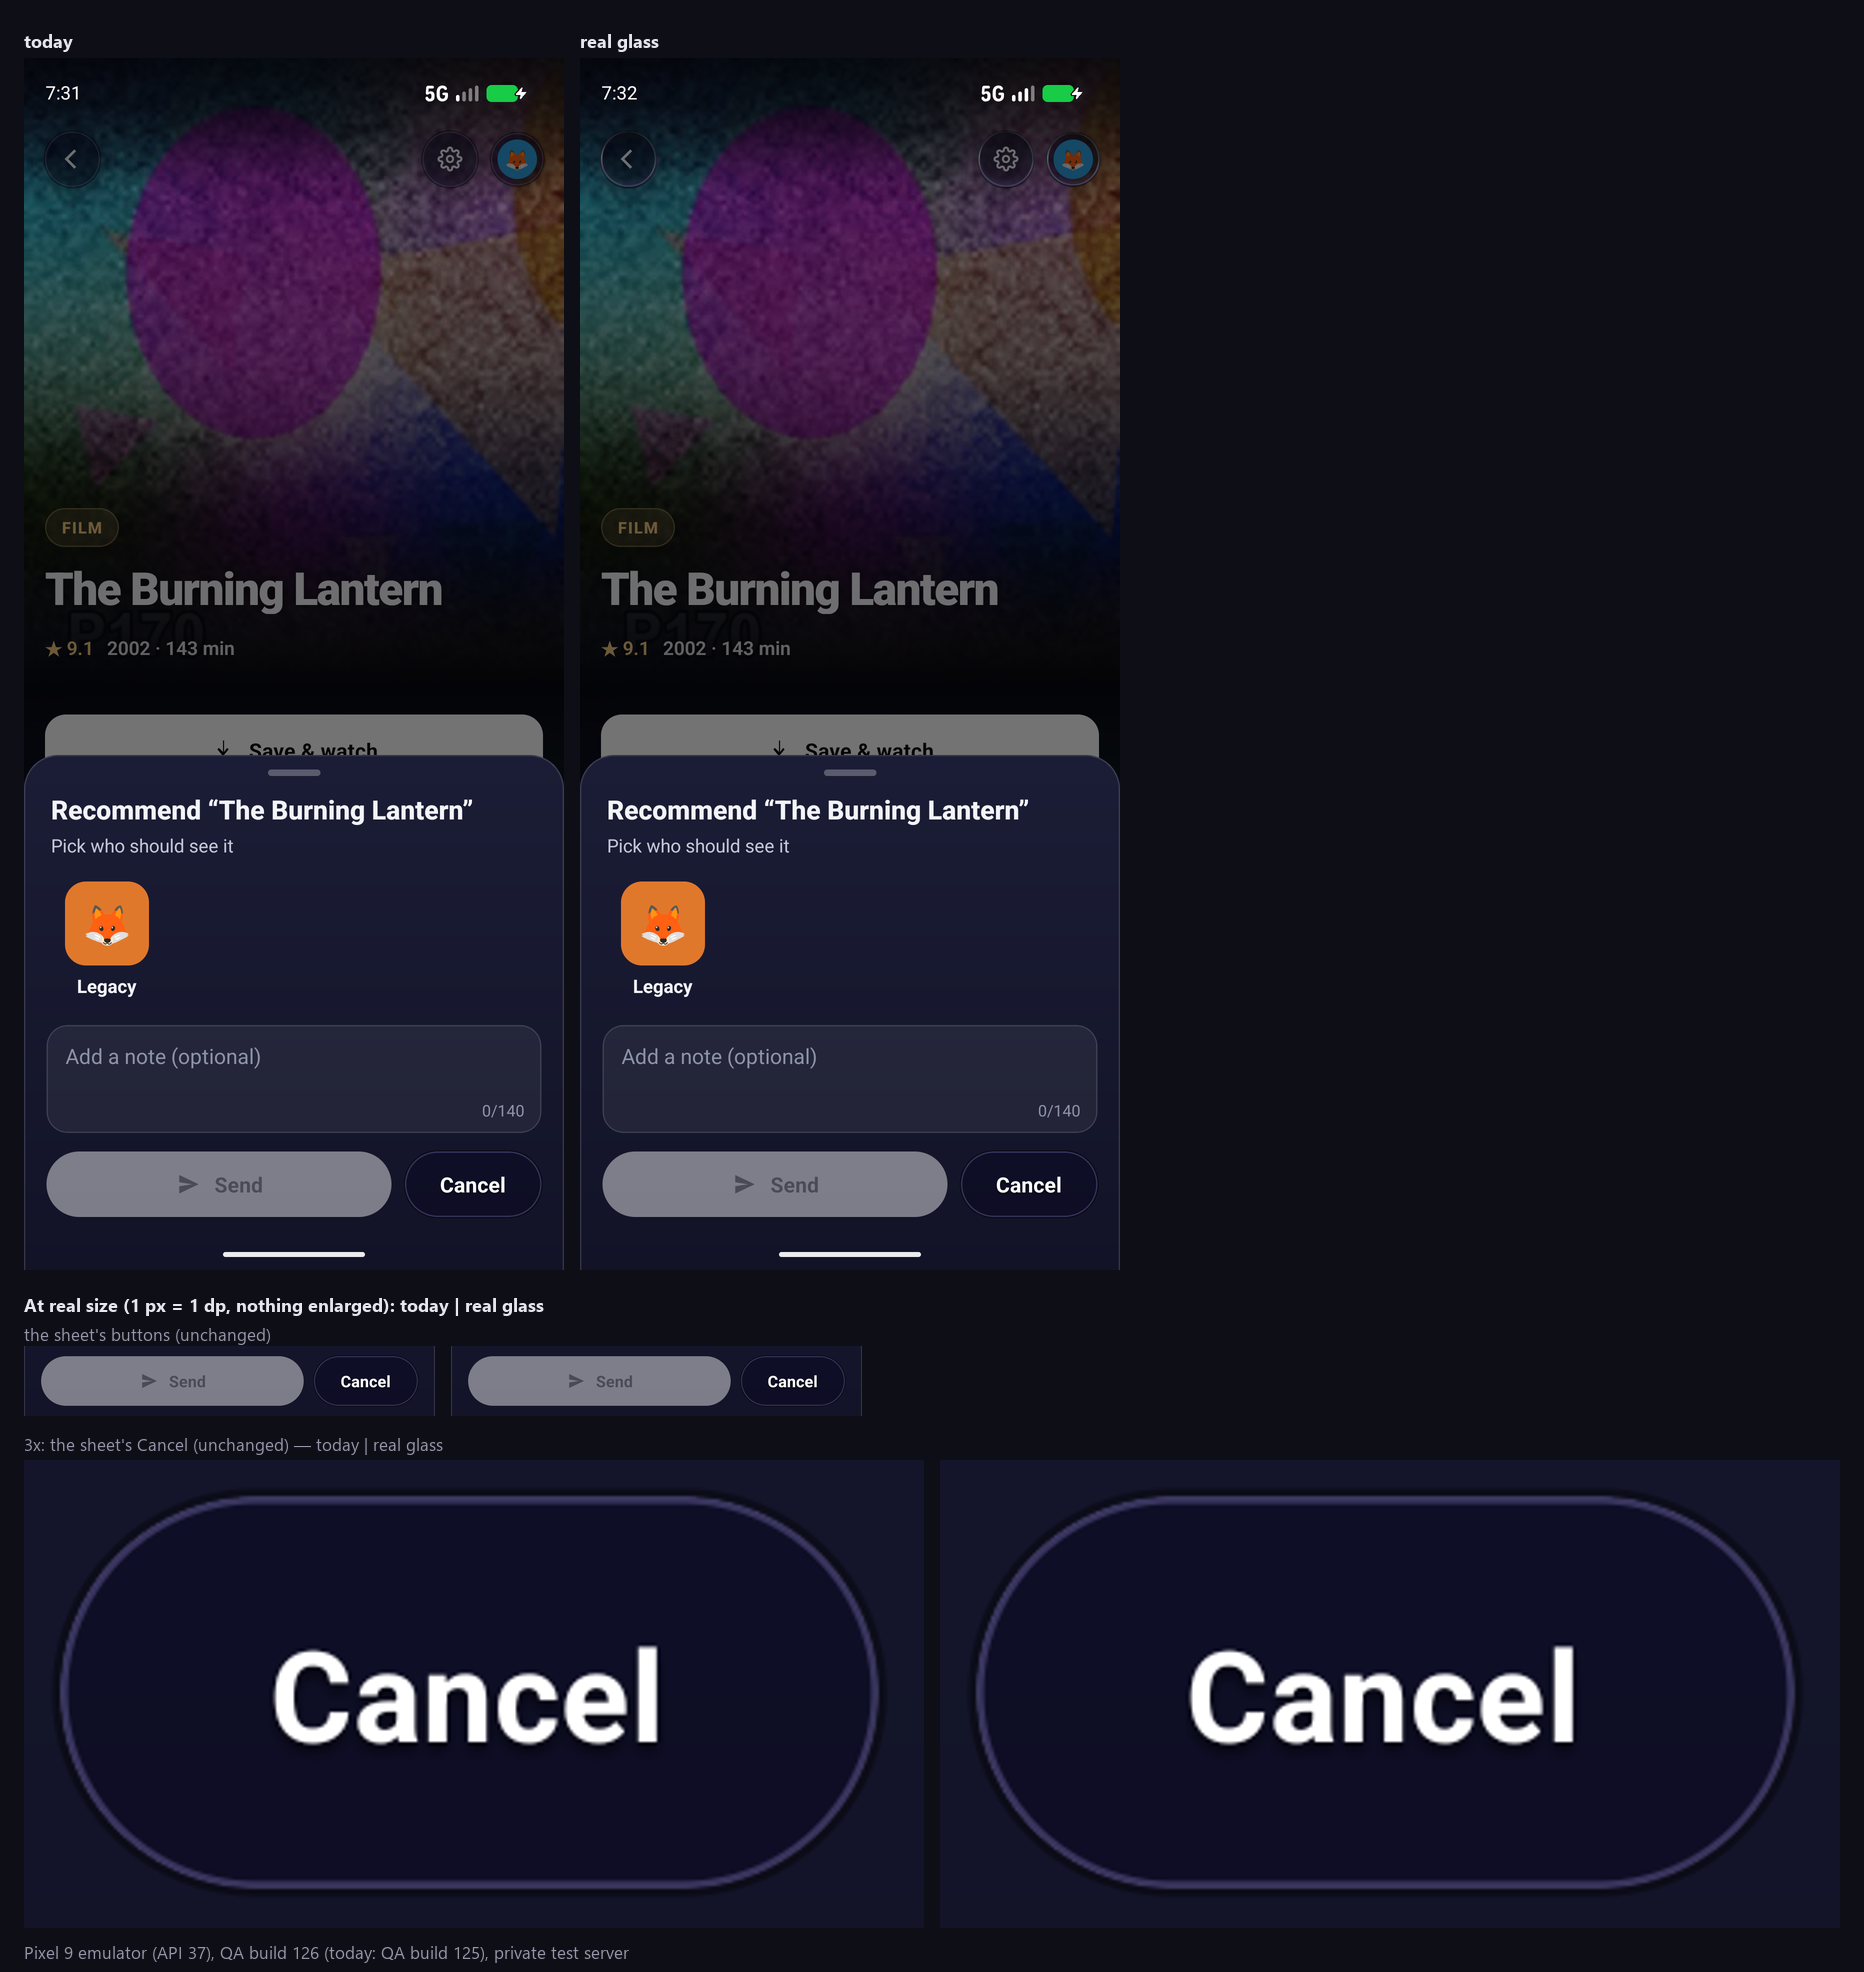 today
real glass
7:31
5G
7:32
5G
FILM
FILM
The Burning Lantern
The Burning Lantern
P170
P170
★ 9.1 2002 · 143 min
★ 9.1 2002 · 143 min
Save & watch
Save & watch
Recommend “The Burning Lantern”
Recommend “The Burning Lantern”
Pick who should see it
Pick who should see it
Legacy
Legacy
Add a note (optional)
Add a note (optional)
0/140
0/140
Send
Cancel
Send
Cancel
At real size (1 px = 1 dp, nothing enlarged): today | real glass
the sheet's buttons (unchanged)
Send
Cancel
Send
Cancel
3x: the sheet's Cancel (unchanged) — today | real glass
Cancel
Cancel
Pixel 9 emulator (API 37), QA build 126 (today: QA build 125), private test server